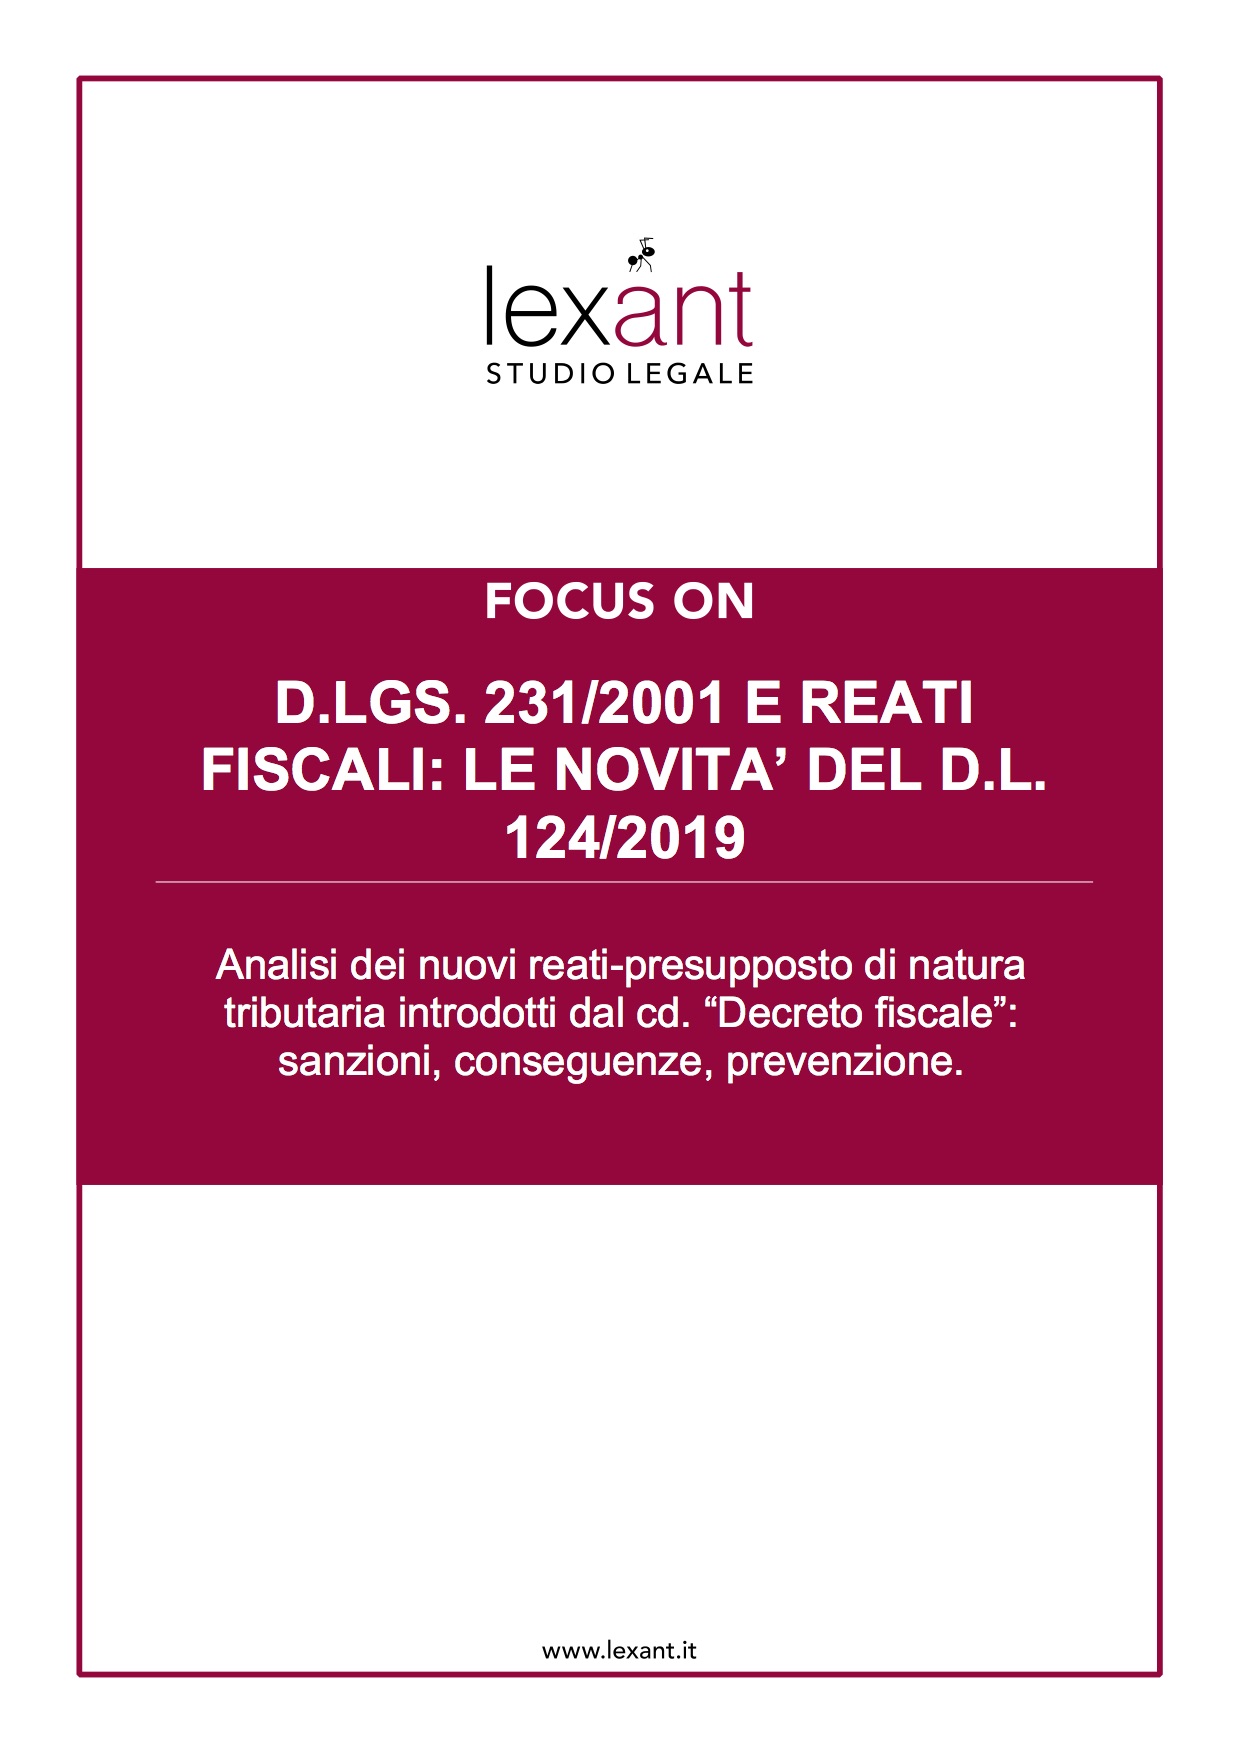 lexant
STUDIO LEGALE
FOCUS ON
D.LGS. 231/2001 E REATI
FISCALI: LE NOVITA’ DEL D.L.
124/2019
Analisi dei nuovi reati-presupposto di natura
tributaria introdotti dal cd. “Decreto fiscale”:
sanzioni, conseguenze, prevenzione.
www.lexant.it